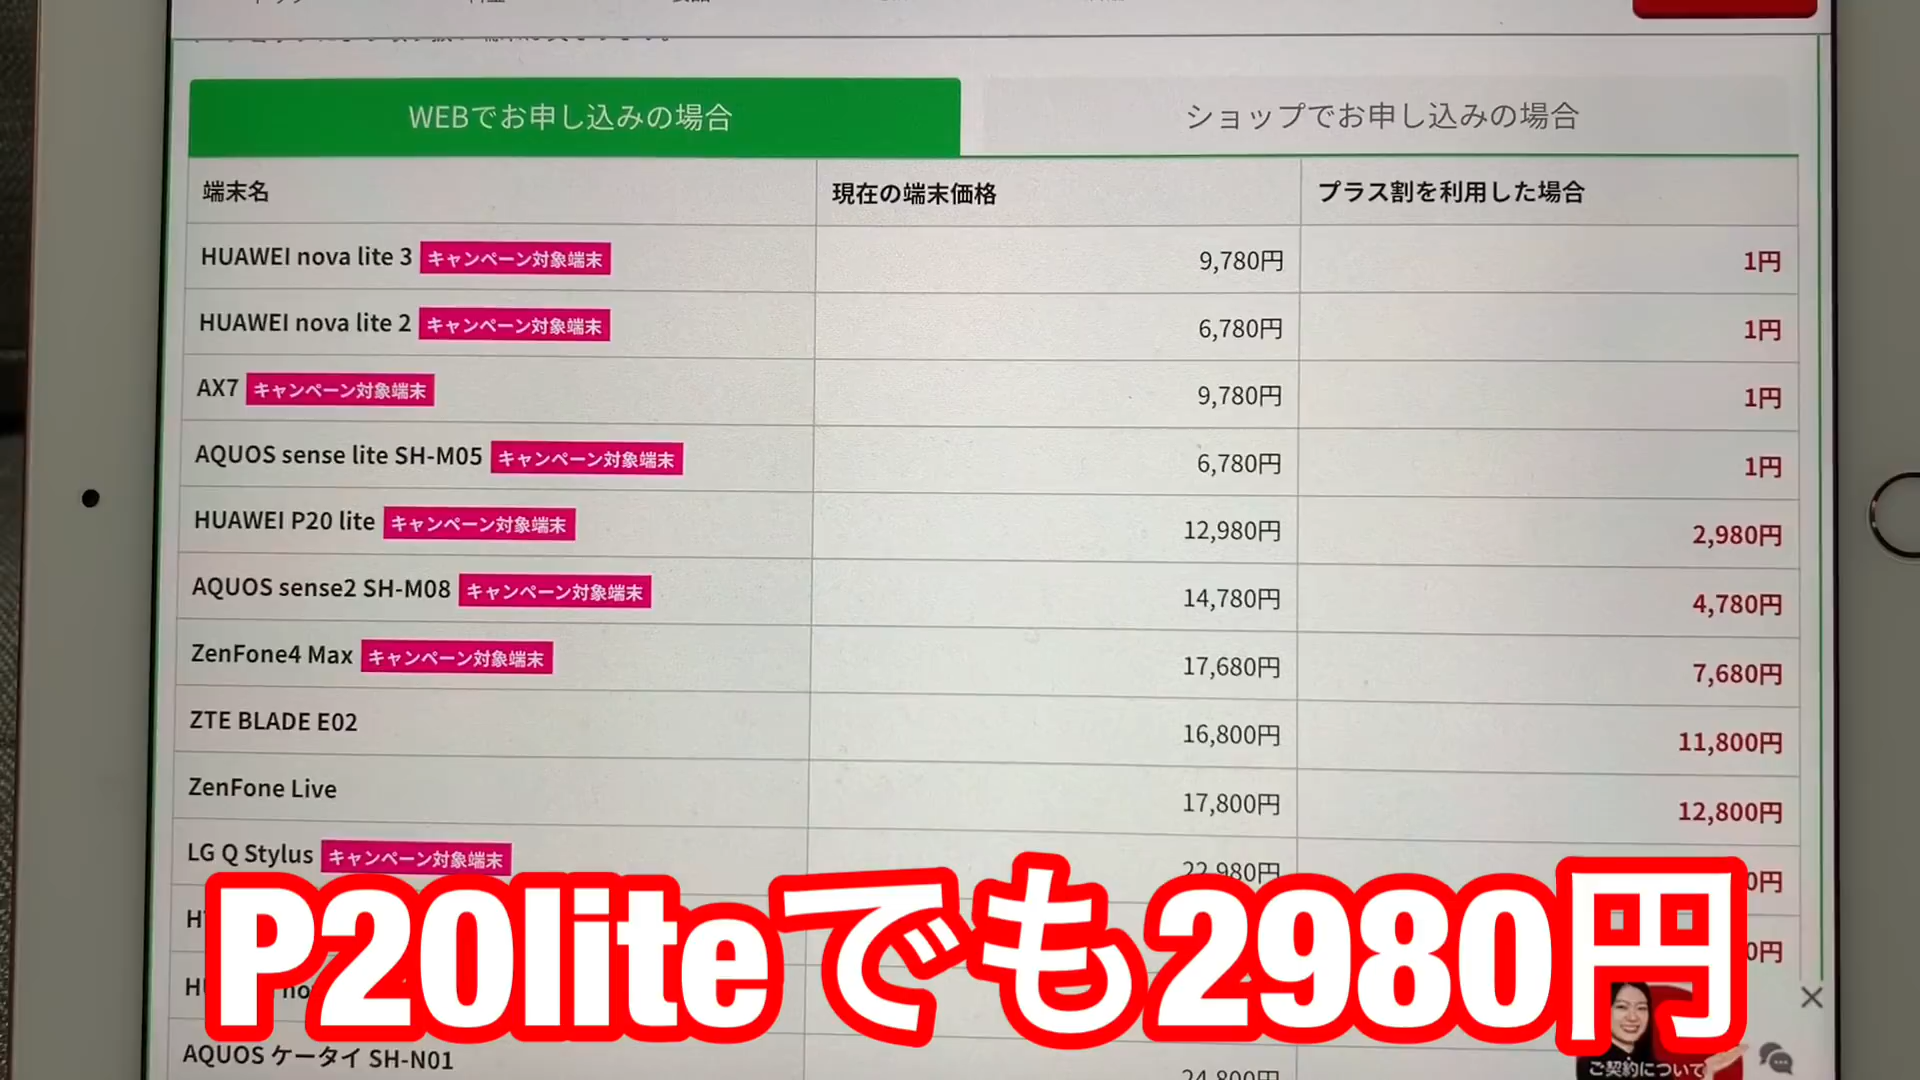 WEBでお申し込みの場合
ショップでお申し込みの場合
端末名 現在の端末価格 プラス割を利用した場合
HUAWEI nova lite 3 キャンペーン対象端末 9,780円 1円
HUAWEI nova lite 2 キャンペーン対象端末 6,780円 1円
AX7 キャンペーン対象端末 9,780円 1円
AQUOS sense lite SH-M05 キャンペーン対象端末 6,780円 1円
HUAWEI P20 lite キャンペーン対象端末 12,980円 2,980円
AQUOS sense2 SH-M08 キャンペーン対象端末 14,780円 4,780円
ZenFone4 Max キャンペーン対象端末 17,680円 7,680円
ZTE BLADE E02 16,800円 11,800円
ZenFone Live 17,800円 12,800円
LG Q Stylus キャンペーン対象端末 22,980円
P20liteでも2980円
AQUOS ケータイ SH-N01 24,800円
ご契約について